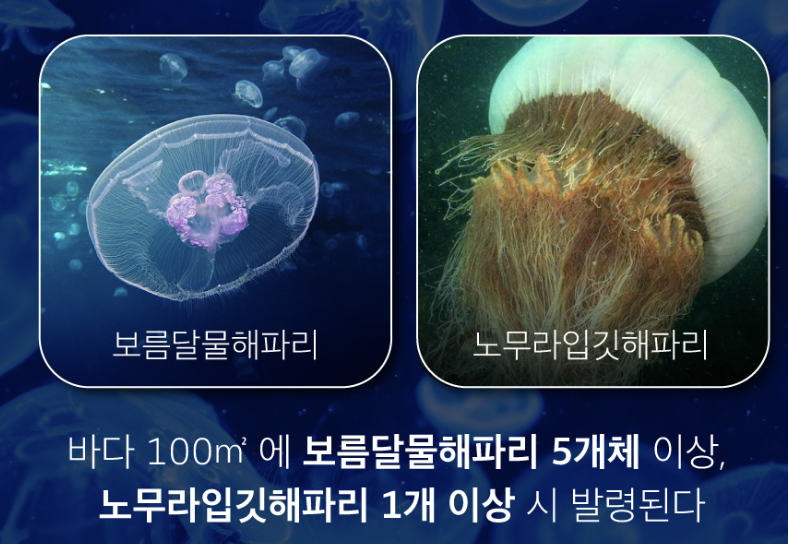 보름달물해파리
노무라입깃해파리
바다 100㎡ 에 보름달물해파리 5개체 이상,
노무라입깃해파리 1개 이상 시 발령된다